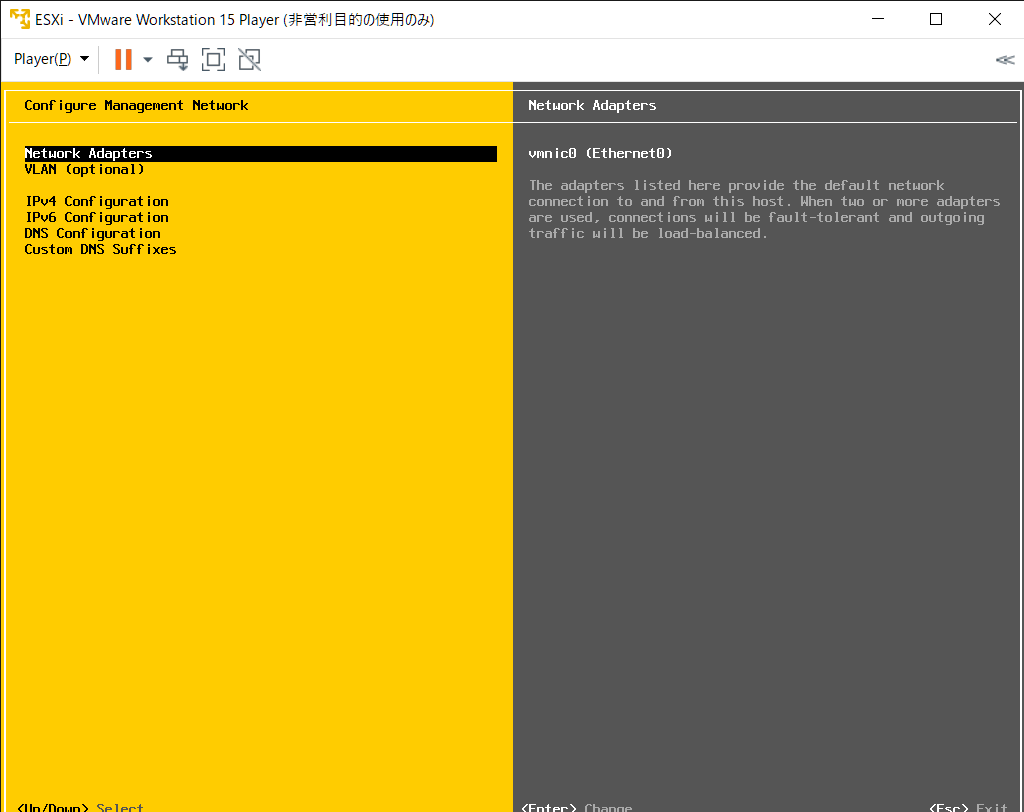 ESXi - VMware Workstation 15 Player (非営利目的の使用のみ)
Player(P)
Configure Management Network
Network Adapters
VLAN (optional)
IPv4 Configuration
IPv6 Configuration
DNS Configuration
Custom DNS Suffixes
Network Adapters
vmnic0 (Ethernet0)
The adapters listed here provide the default network
connection to and from this host. When two or more adapters
are used, connections will be fault-tolerant and outgoing
traffic will be load-balanced.
<Up/Down> Select
<Enter> Change
<Esc> Exit